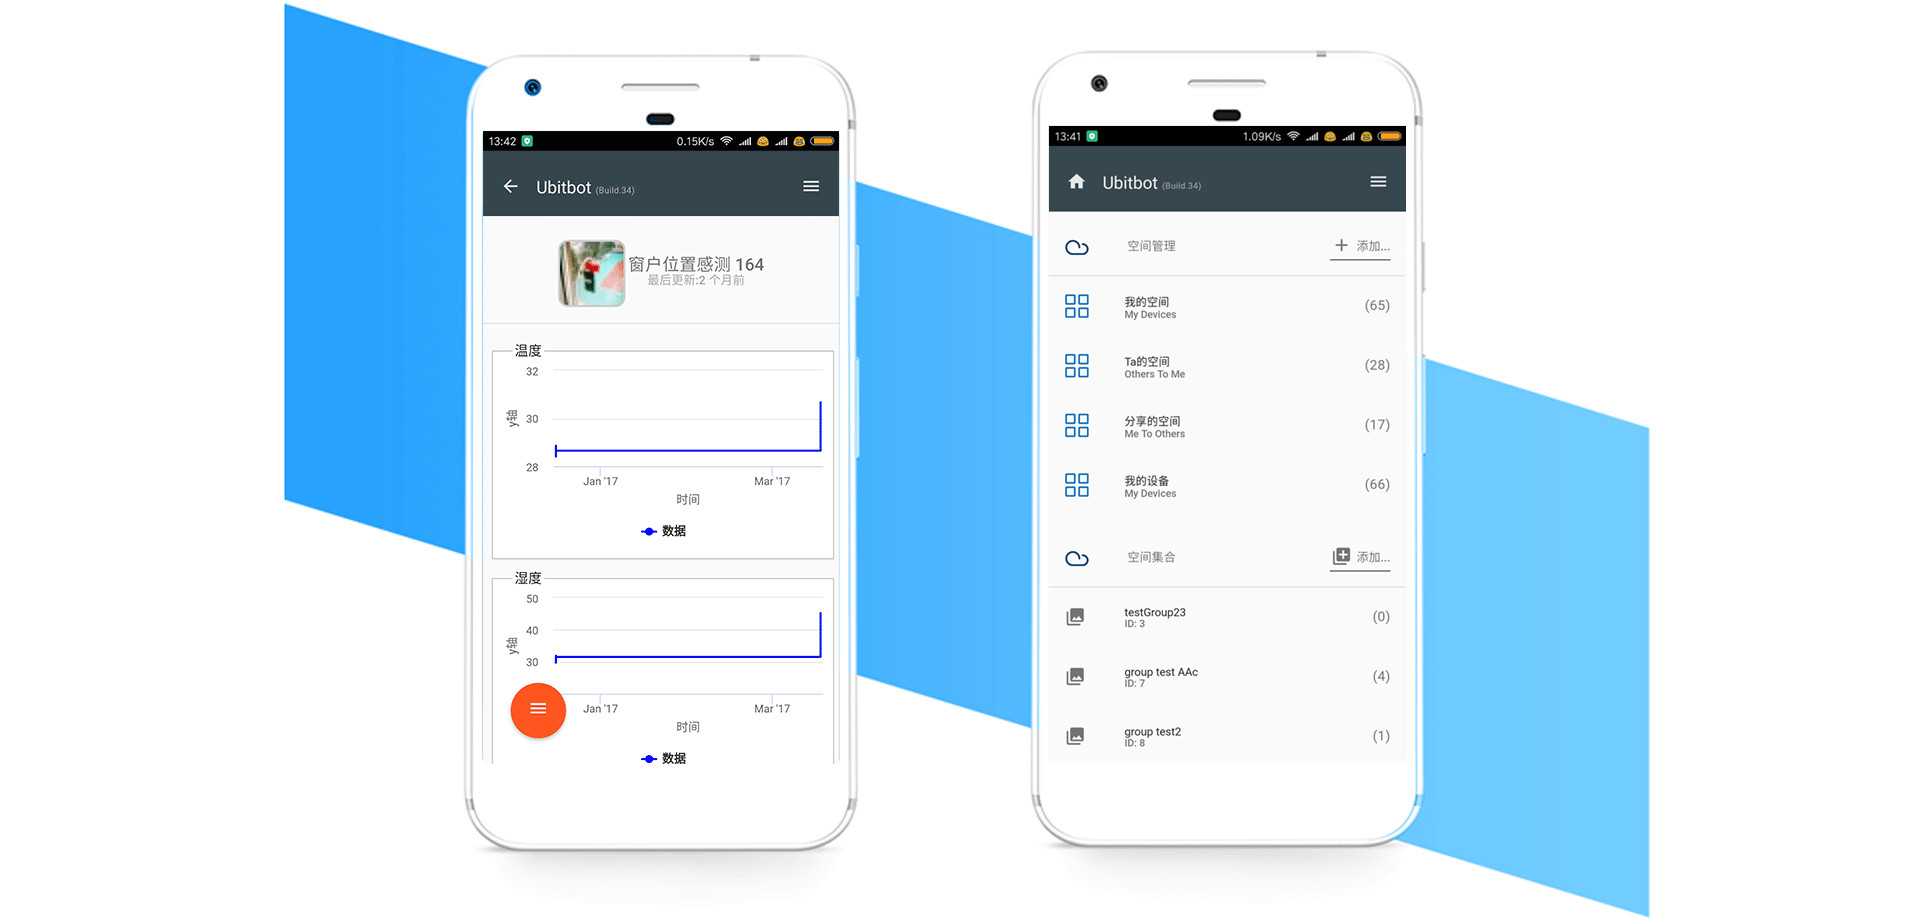 13:42
0.15K/s
Ubitbot (Build.34)
窗户位置感测 164
最后更新:2 个月前
温度
32
y轴
30
28
Jan '17
Mar '17
时间
数据
湿度
50
40
y轴
30
Jan '17
Mar '17
时间
数据
13:41
1.09K/s
Ubitbot (Build.34)
空间管理
添加...
我的空间
(65)
My Devices
Ta的空间
(28)
Others To Me
分享的空间
(17)
Me To Others
我的设备
(66)
My Devices
空间集合
添加...
testGroup23
(0)
ID: 3
group test AAc
(4)
ID: 7
group test2
(1)
ID: 8